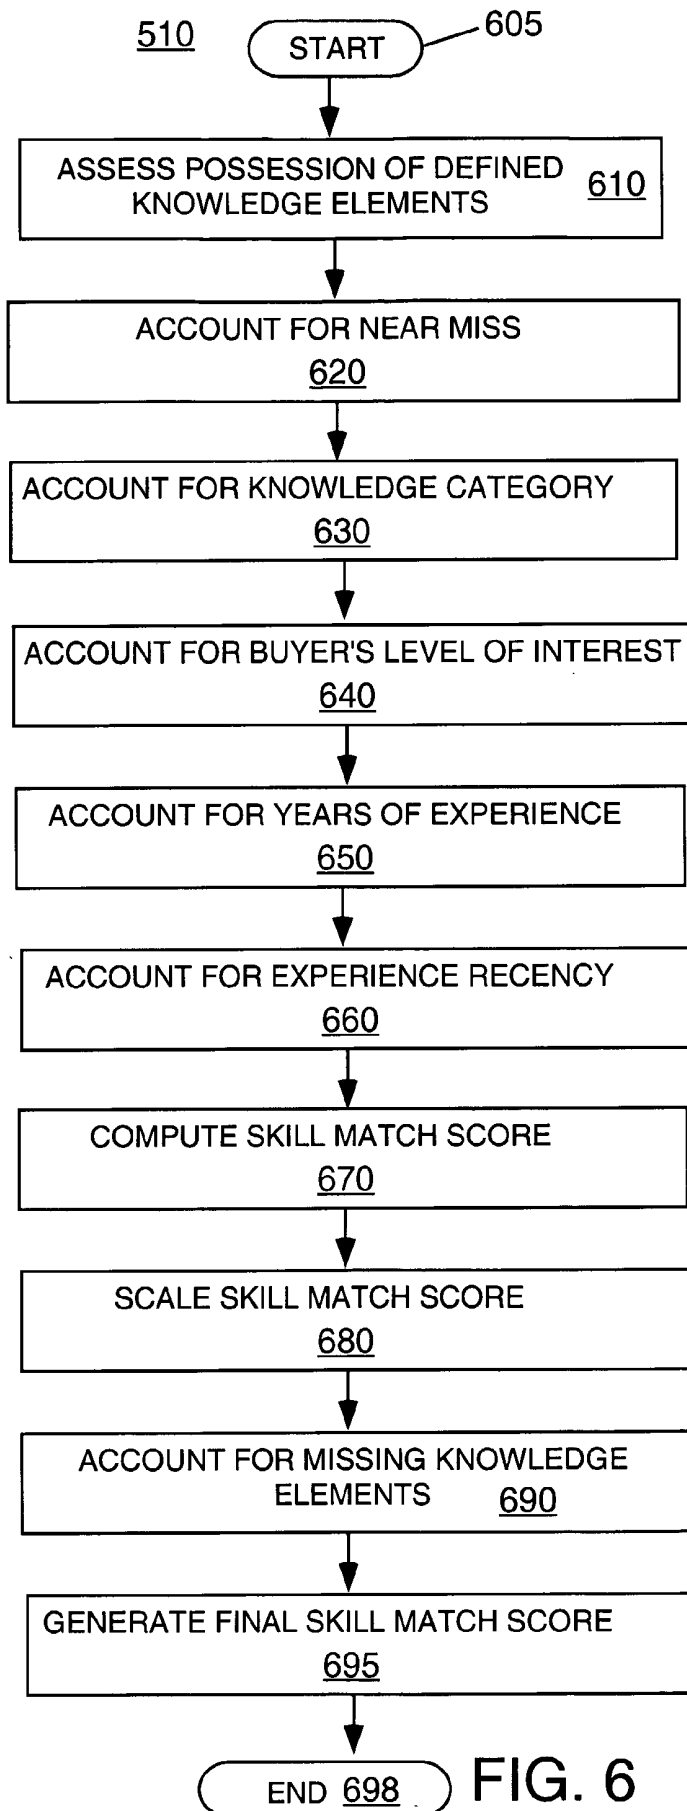 510 START 605
ASSESS POSSESSION OF DEFINED
KNOWLEDGE ELEMENTS 610
ACCOUNT FOR NEAR MISS
620
ACCOUNT FOR KNOWLEDGE CATEGORY
630
ACCOUNT FOR BUYER'S LEVEL OF INTEREST
640
ACCOUNT FOR YEARS OF EXPERIENCE
650
ACCOUNT FOR EXPERIENCE RECENCY
660
COMPUTE SKILL MATCH SCORE
670
SCALE SKILL MATCH SCORE
680
ACCOUNT FOR MISSING KNOWLEDGE
ELEMENTS 690
GENERATE FINAL SKILL MATCH SCORE
695
END 698 FIG. 6